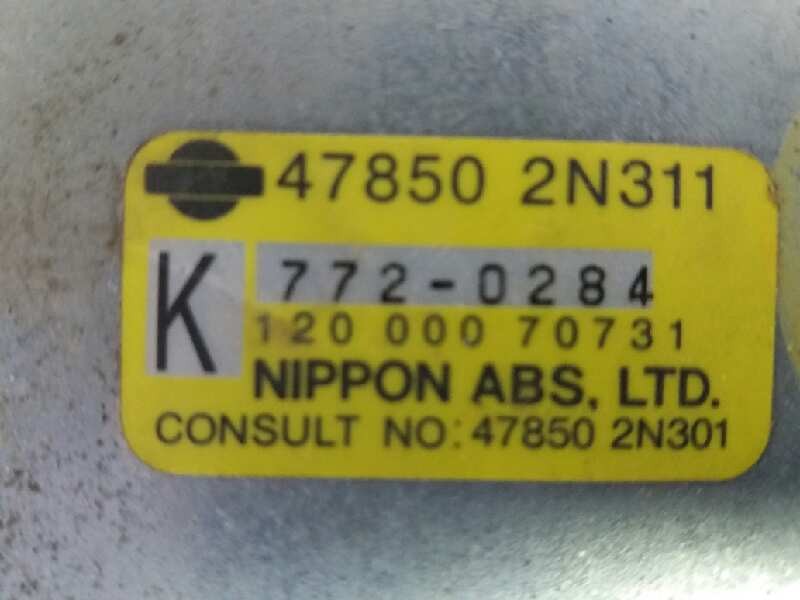 47850 2N311
K 772-0284
120 000 70731
NIPPON ABS, LTD.
CONSULT NO: 47850 2N301